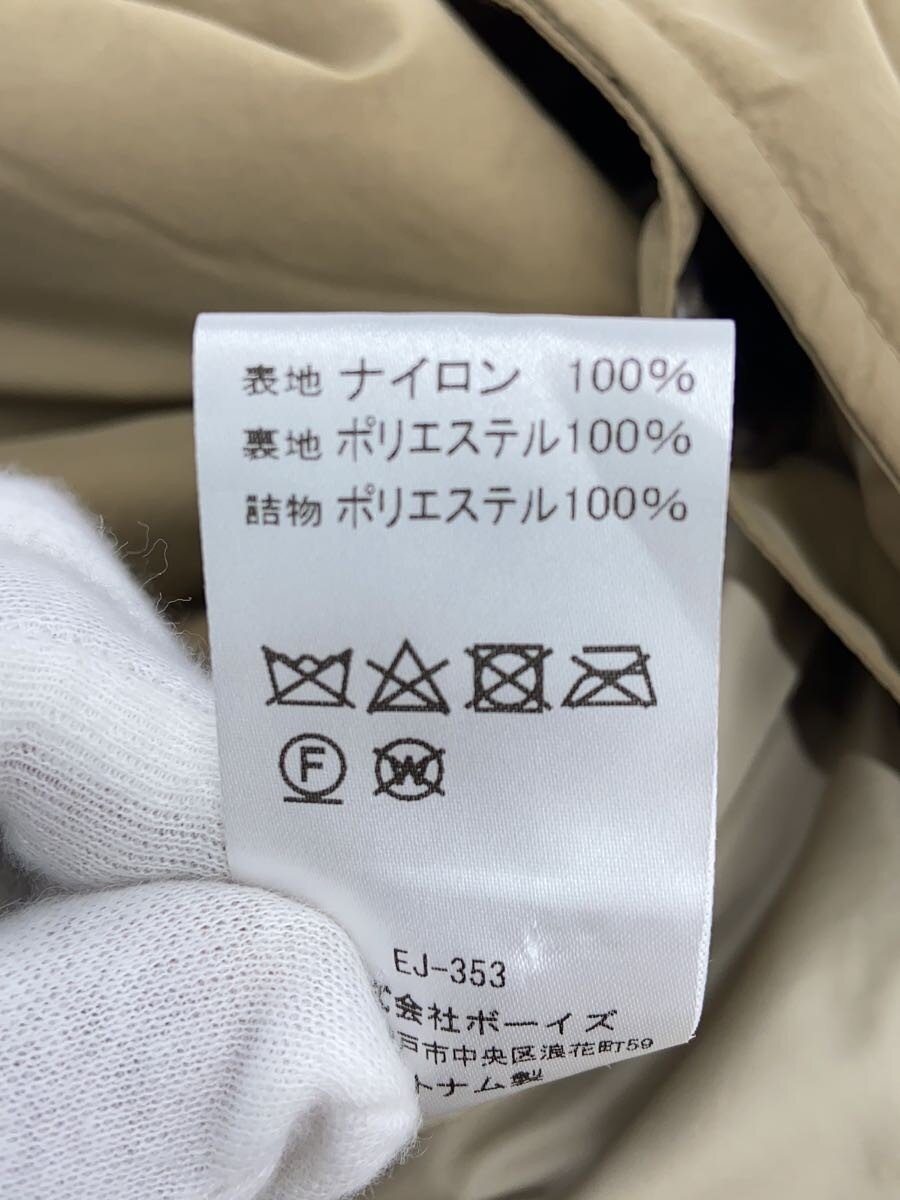 表地 ナイロン 100%
裏地 ポリエステル100%
詰物 ポリエステル100%
F W
EJ-353
式会社ボーイズ
戸市中央区浪花町59
トナム製